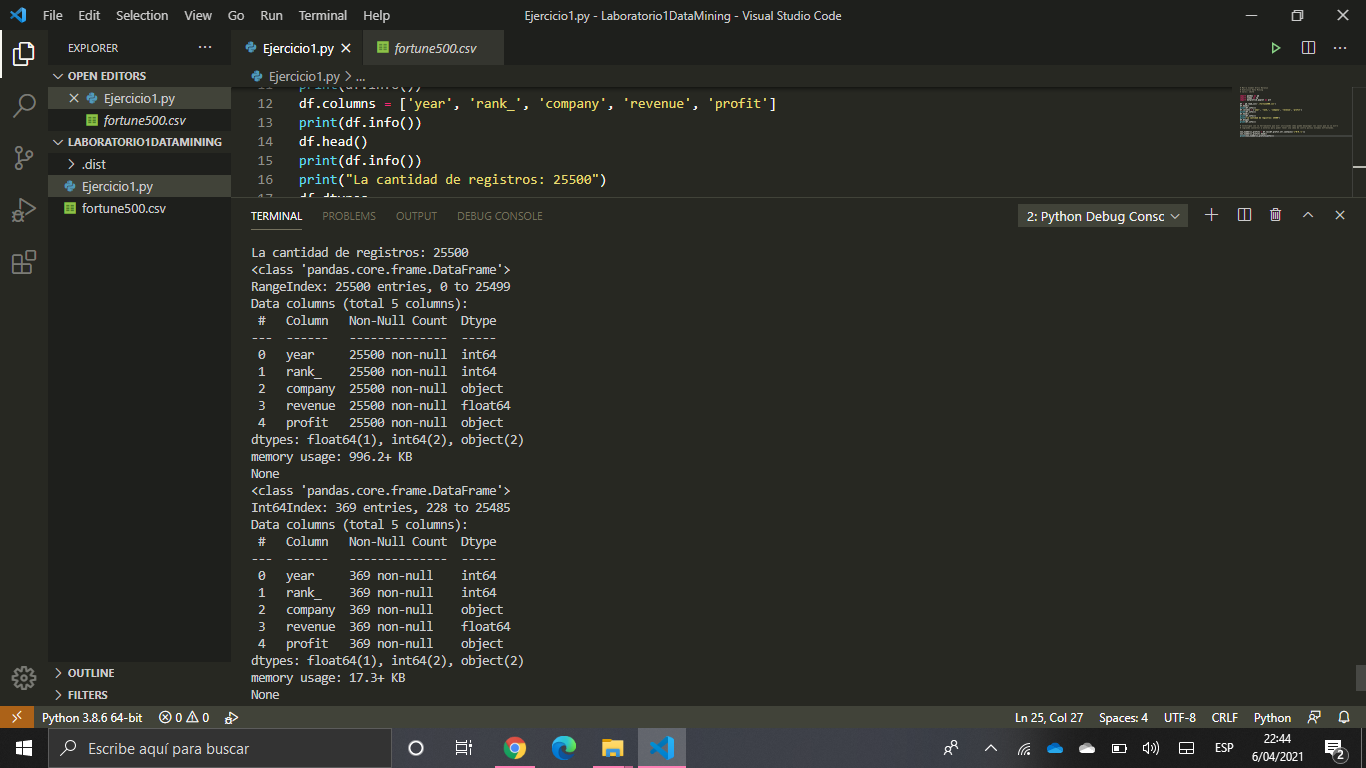 File Edit Selection View Go Run Terminal Help
Ejercicio1.py - Laboratorio1DataMining - Visual Studio Code
EXPLORER
OPEN EDITORS
Ejercicio1.py
fortune500.csv
LABORATORIO1DATAMINING
.dist
Ejercicio1.py
fortune500.csv
OUTLINE
FILTERS
Ejercicio1.py fortune500.csv
Ejercicio1.py > ...
11 print(df.info())
12 df.columns = ['year', 'rank_', 'company', 'revenue', 'profit']
13 print(df.info())
14 df.head()
15 print(df.info())
16 print("La cantidad de registros: 25500")
17 df.dtypes
TERMINAL PROBLEMS OUTPUT DEBUG CONSOLE
2: Python Debug Consc
La cantidad de registros: 25500
<class 'pandas.core.frame.DataFrame'>
RangeIndex: 25500 entries, 0 to 25499
Data columns (total 5 columns):
# Column Non-Null Count Dtype
--- ------ -------------- -----
0 year 25500 non-null int64
1 rank_ 25500 non-null int64
2 company 25500 non-null object
3 revenue 25500 non-null float64
4 profit 25500 non-null object
dtypes: float64(1), int64(2), object(2)
memory usage: 996.2+ KB
None
<class 'pandas.core.frame.DataFrame'>
Int64Index: 369 entries, 228 to 25485
Data columns (total 5 columns):
# Column Non-Null Count Dtype
--- ------ -------------- -----
0 year 369 non-null int64
1 rank_ 369 non-null int64
2 company 369 non-null object
3 revenue 369 non-null float64
4 profit 369 non-null object
dtypes: float64(1), int64(2), object(2)
memory usage: 17.3+ KB
None
Python 3.8.6 64-bit 0 0
Ln 25, Col 27 Spaces: 4 UTF-8 CRLF Python
Escribe aquí para buscar
ESP
22:44
6/04/2021
2